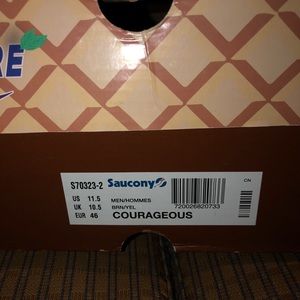 RE
S70323-2 Saucony CN
US 11.5 MEN/HOMMES
UK 10.5 BRN/YEL 720026820733
EUR 46 COURAGEOUS